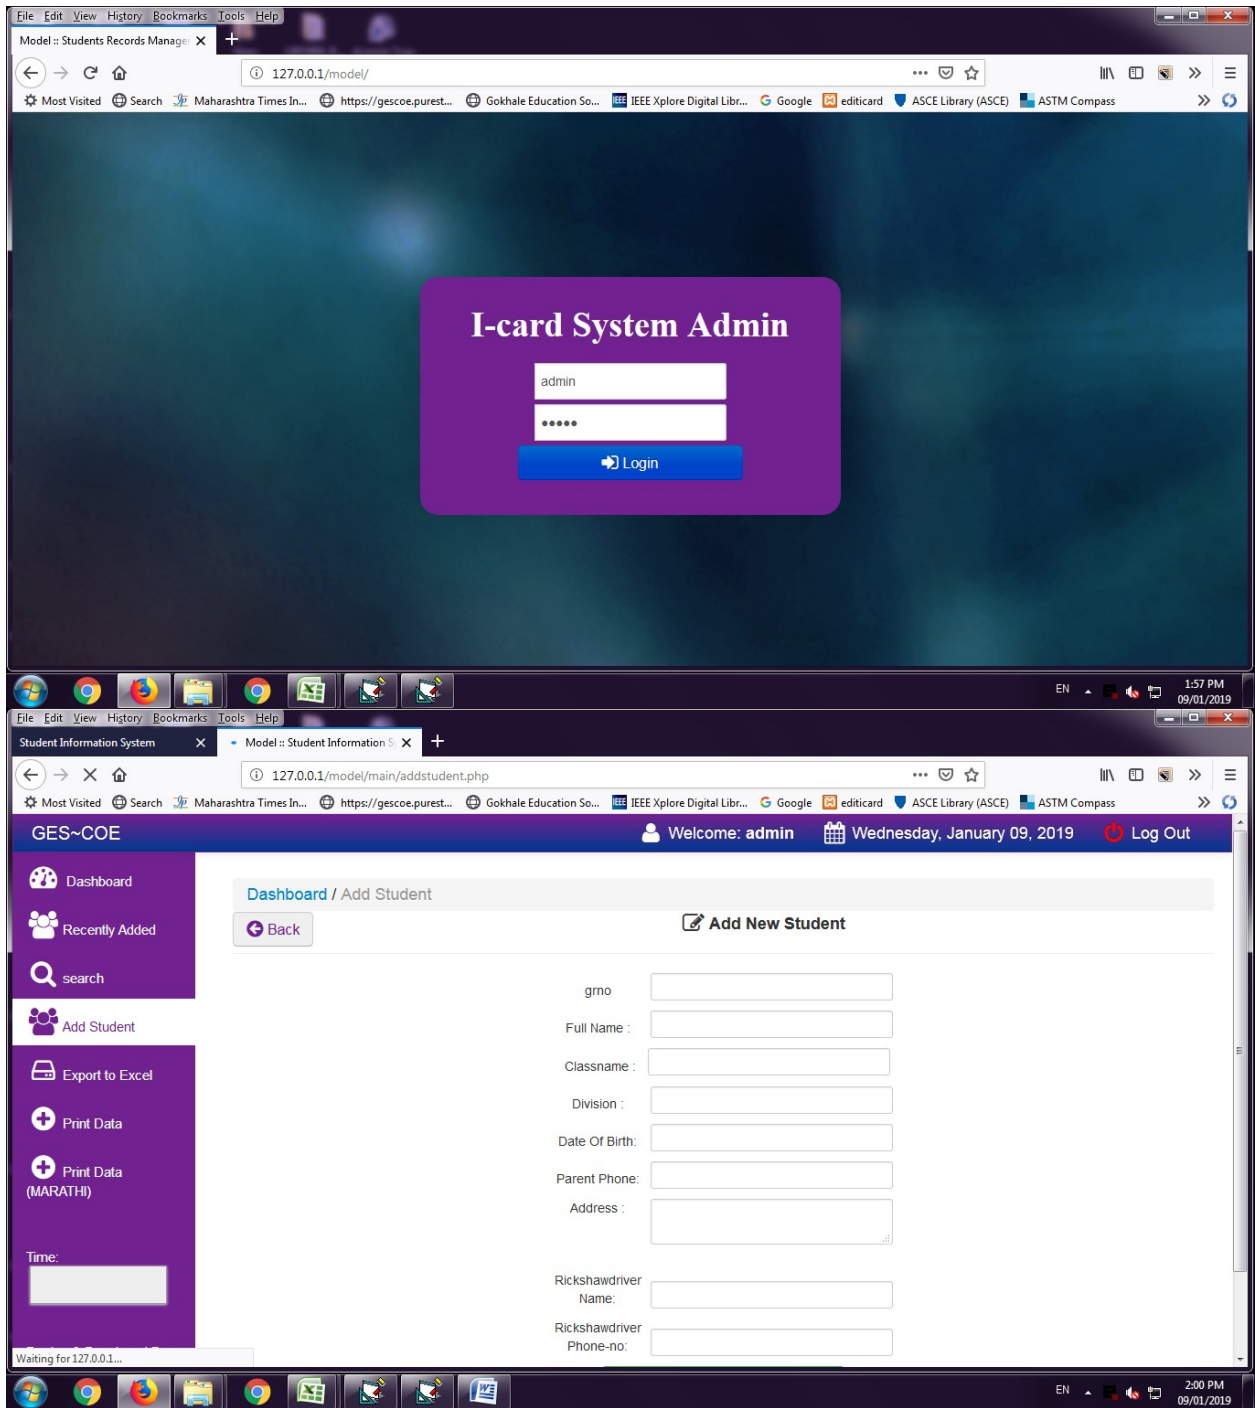 File Edit View History Bookmarks Tools Help
Model :: Students Records Manager
127.0.0.1/model/
Most Visited Search Maharashtra Times In... https://gescoe.purest... Gokhale Education So... IEEE IEEE Xplore Digital Libr... G Google editicard ASCE Library (ASCE) ASTM Compass
I-card System Admin
admin
•••••
Login
EN 1:57 PM
09/01/2019
File Edit View History Bookmarks Tools Help
Student Information System Model :: Student Information S
127.0.0.1/model/main/addstudent.php
Most Visited Search Maharashtra Times In... https://gescoe.purest... Gokhale Education So... IEEE IEEE Xplore Digital Libr... G Google editicard ASCE Library (ASCE) ASTM Compass
GES~COE Welcome: admin Wednesday, January 09, 2019 Log Out
Dashboard
Recently Added
search
Add Student
Export to Excel
Print Data
Print Data
(MARATHI)
Time:
Dashboard / Add Student
Back
Add New Student
grno
Full Name :
Classname :
Division :
Date Of Birth:
Parent Phone:
Address :
Rickshawdriver
Name:
Rickshawdriver
Phone-no:
Waiting for 127.0.0.1...
EN 2:00 PM
09/01/2019